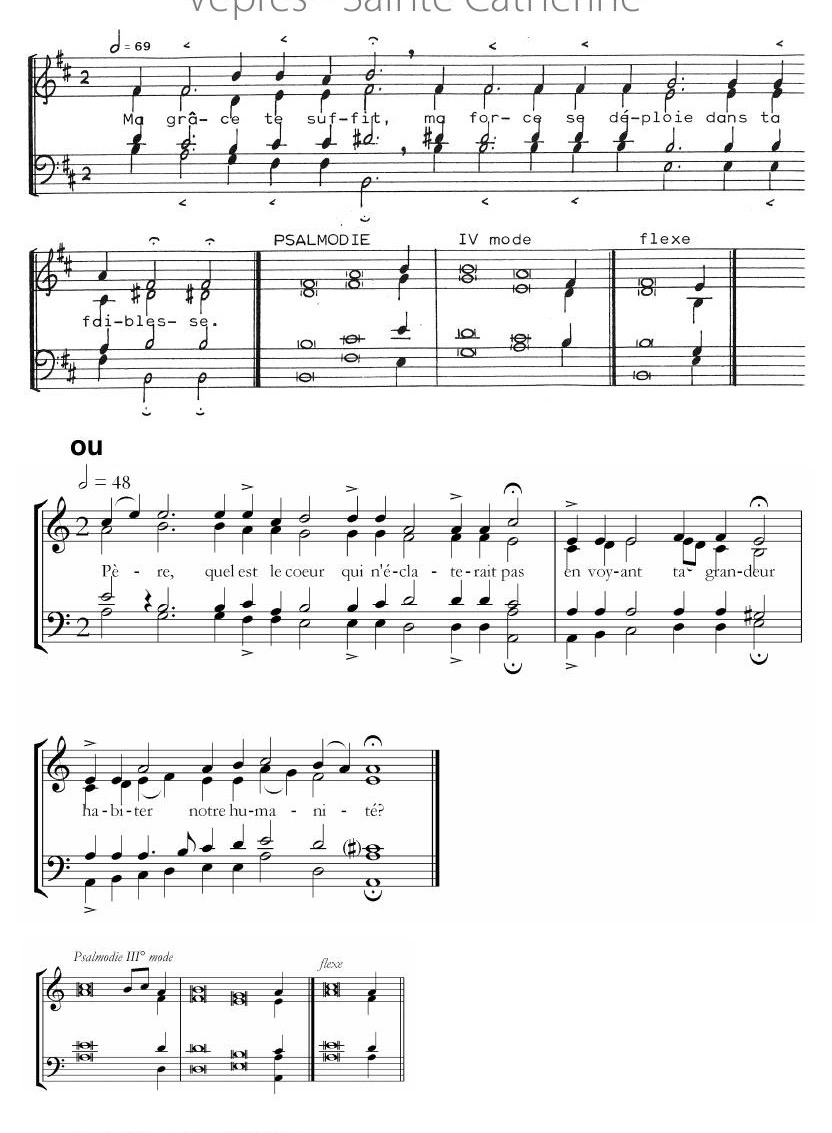 Vêpres - Sainte Catherine
= 69
Ma grâ- ce te suf-fit, ma for- ce se dé-ploie dans ta
PSALMODIE IV mode flexe
fai-bles- se.
ou
= 48
Pè - re, quel est le coeur qui n'é-cla - te-rait pas en voy-ant ta - gran-deur
ha-bi-ter notre hu-ma - ni - té?
Psalmodie III° mode flexe